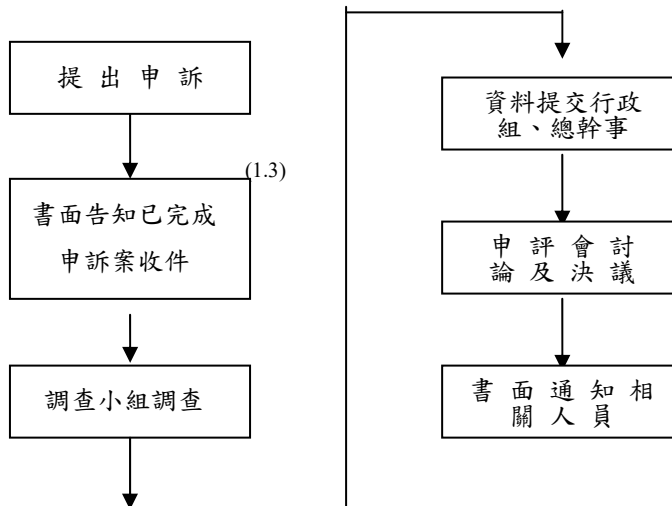 提出申訴
(1.3)
書面告知已完成
申訴案收件
調查小組調查
資料提交行政
組、總幹事
申評會討
論及決議
書面通知相
關人員